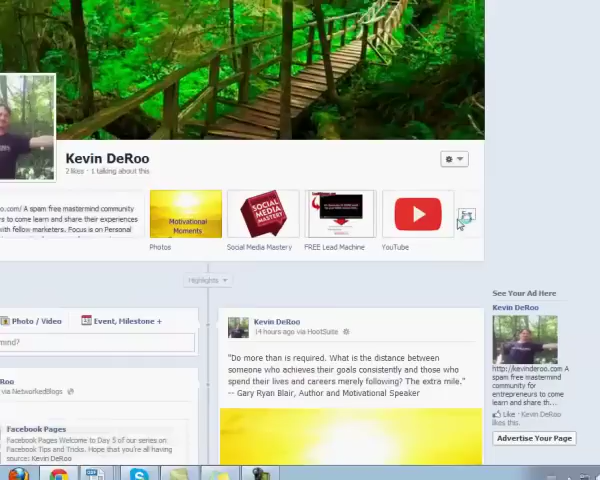 Kevin DeRoo
2 likes · 1 talking about this
o.com/ A spam free mastermind community
rs to come learn and share their experiences
with fellow marketers. Focus is on Personal
Motivational
Moments
SOCIAL
MEDIA
MASTERY
Photos
Social Media Mastery
FREE Lead Machine
YouTube
Highlights
Photo / Video
Event, Milestone +
mind?
Kevin DeRoo
14 hours ago via HootSuite
"Do more than is required. What is the distance between
someone who achieves their goals consistently and those who
spend their lives and careers merely following? The extra mile."
-- Gary Ryan Blair, Author and Motivational Speaker
Roo
via NetworkedBlogs
Facebook Pages
Facebook Pages Welcome to Day 5 of our series on
Facebook Tips and Tricks. Hope that you're all having
source: Kevin DeRoo
See Your Ad Here
Kevin DeRoo
http://kevinderoo.com A
spam free mastermind
community for
entrepreneurs to come
learn and share th...
Like · Kevin DeRoo
likes this.
Advertise Your Page